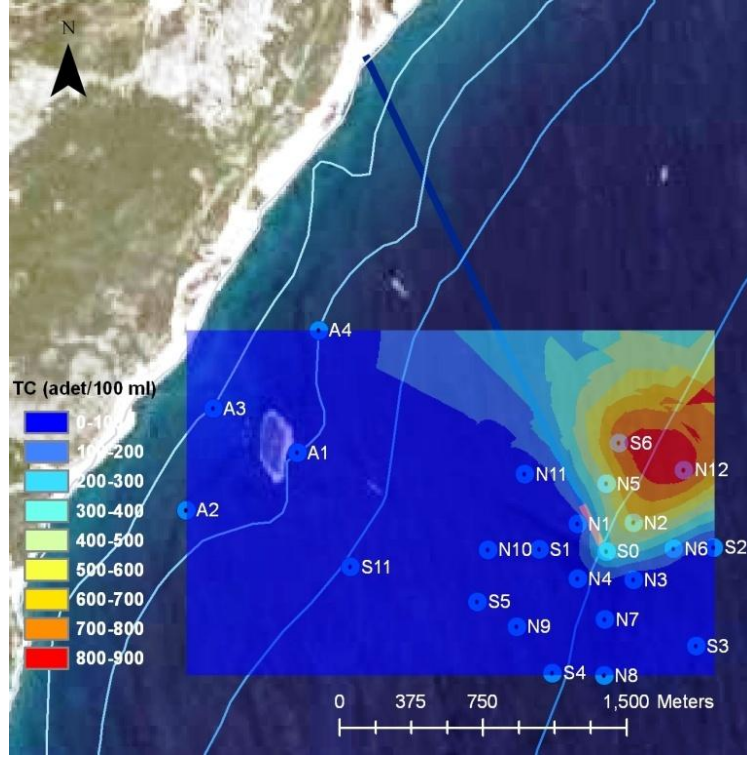 N
A4
TC (adet/100 ml)
0-100
100-200
200-300
300-400
400-500
500-600
600-700
700-800
800-900
A3
A1
A2
S6
N12
N11
N5
N1
N2
N10
S1
S0
N6
S2
S11
N4
N3
S5
N9
N7
S3
S4
N8
0 375 750 1,500 Meters